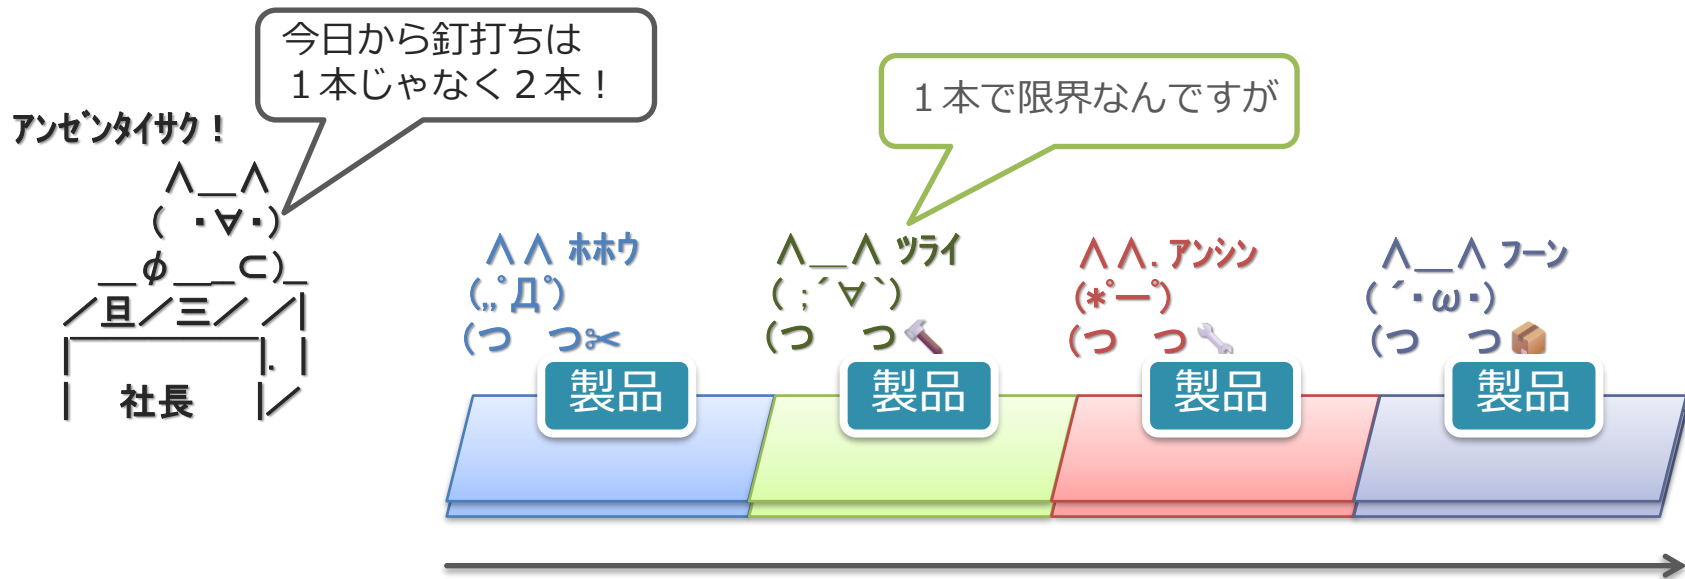 今日から釘打ちは
１本じゃなく２本！
１本で限界なんですが
ｱﾝｾﾞﾝﾀｲｻｸ！
∧＿∧
（ ・∀・）
＿φ＿＿⊂）＿
／旦／三／ ／|
|￣￣￣￣￣|. |
| 社長 |／
∧∧ ﾎﾎｳ
(,,ﾟДﾟ)
(つ つ✂
∧＿∧ ﾂﾗｲ
( ;´∀｀)
(つ つ🔨
∧∧. ｱﾝｼﾝ
(*ﾟーﾟ)
(つ つ🔧
∧＿∧ ﾌｰﾝ
( ´・ω・)
(つ つ📦
製品
製品
製品
製品